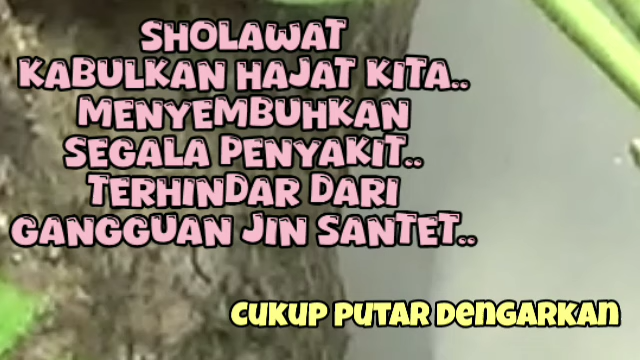 SHOLAWAT
KABULKAN HAJAT KITA..
MENYEMBUHKAN
SEGALA PENYAKIT..
TERHINDAR DARI
GANGGUAN JIN SANTET..
CUKUP PUTAR DENGARKAN